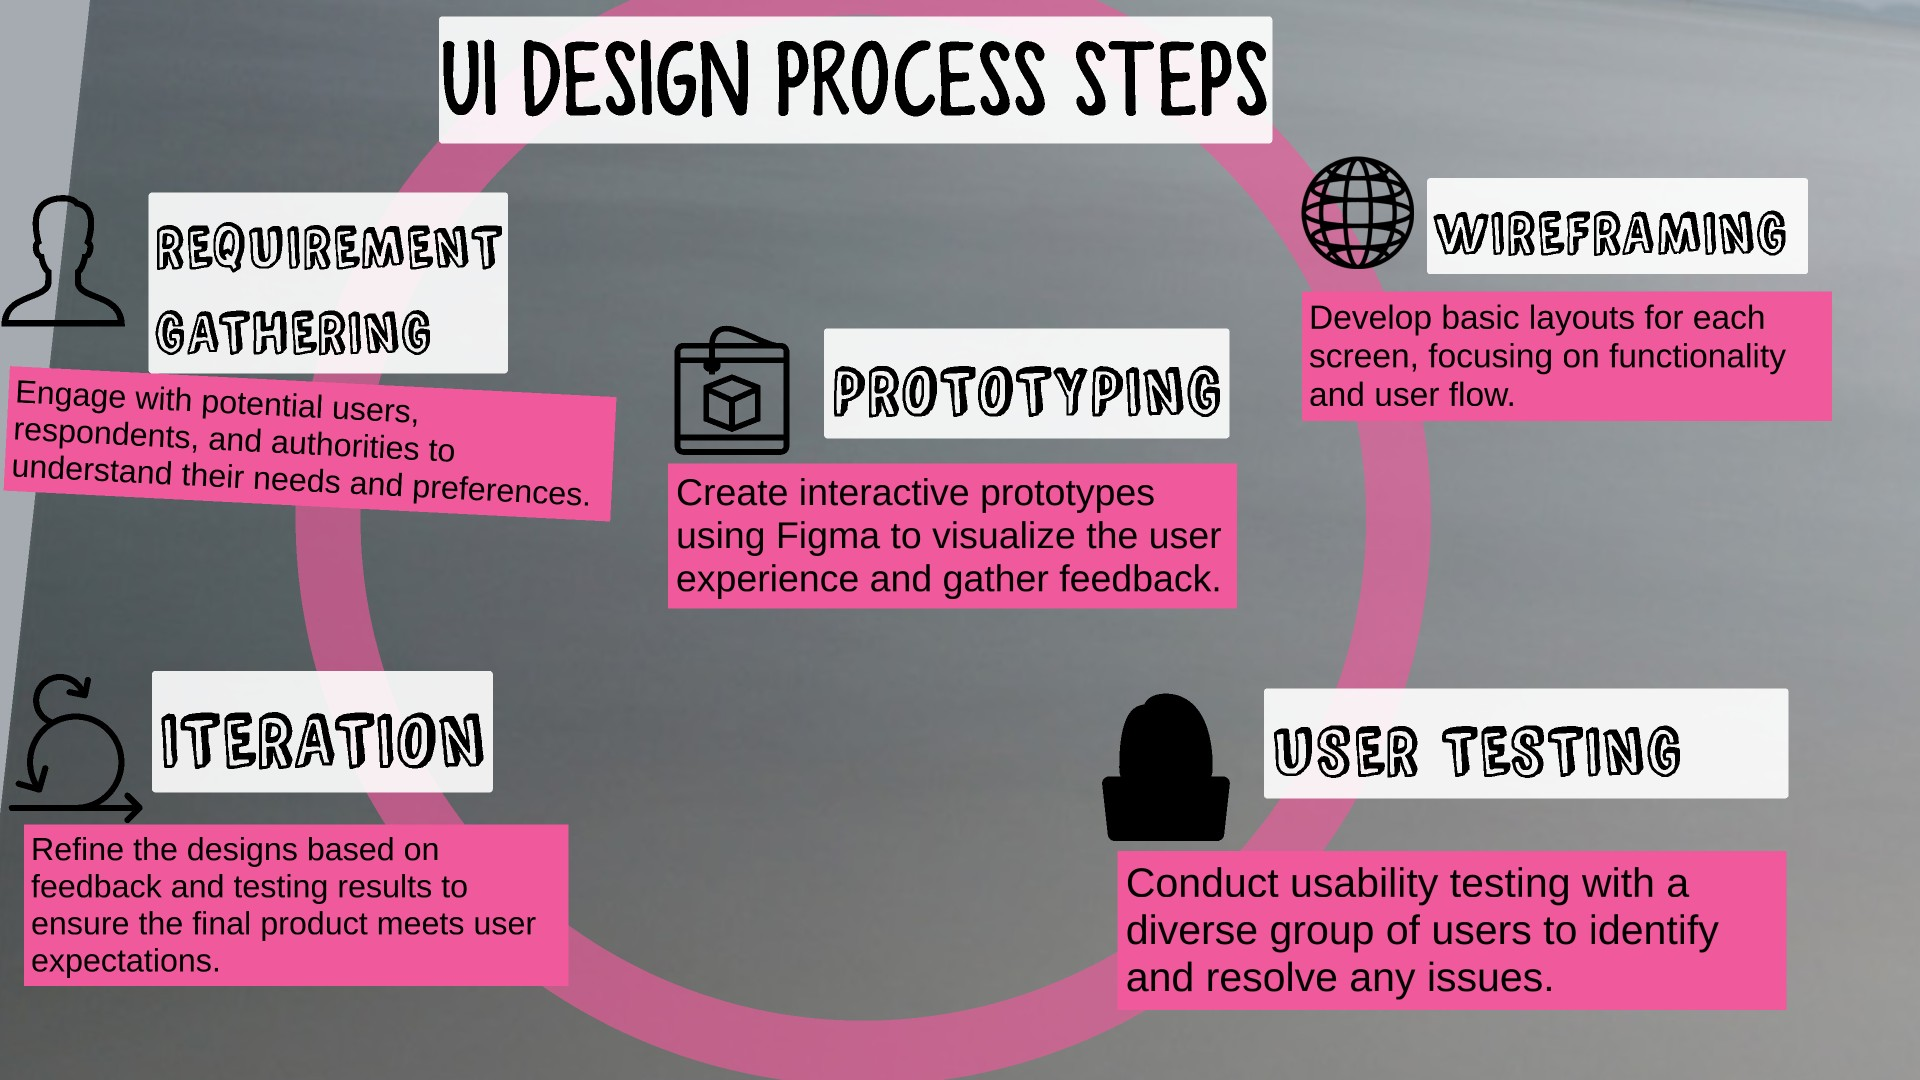 UI DESIGN PROCESS STEPS
REQUIREMENT
GATHERING
Engage with potential users,
respondents, and authorities to
understand their needs and preferences.
PROTOTYPING
Create interactive prototypes
using Figma to visualize the user
experience and gather feedback.
WIREFRAMING
Develop basic layouts for each
screen, focusing on functionality
and user flow.
ITERATION
Refine the designs based on
feedback and testing results to
ensure the final product meets user
expectations.
USER TESTING
Conduct usability testing with a
diverse group of users to identify
and resolve any issues.